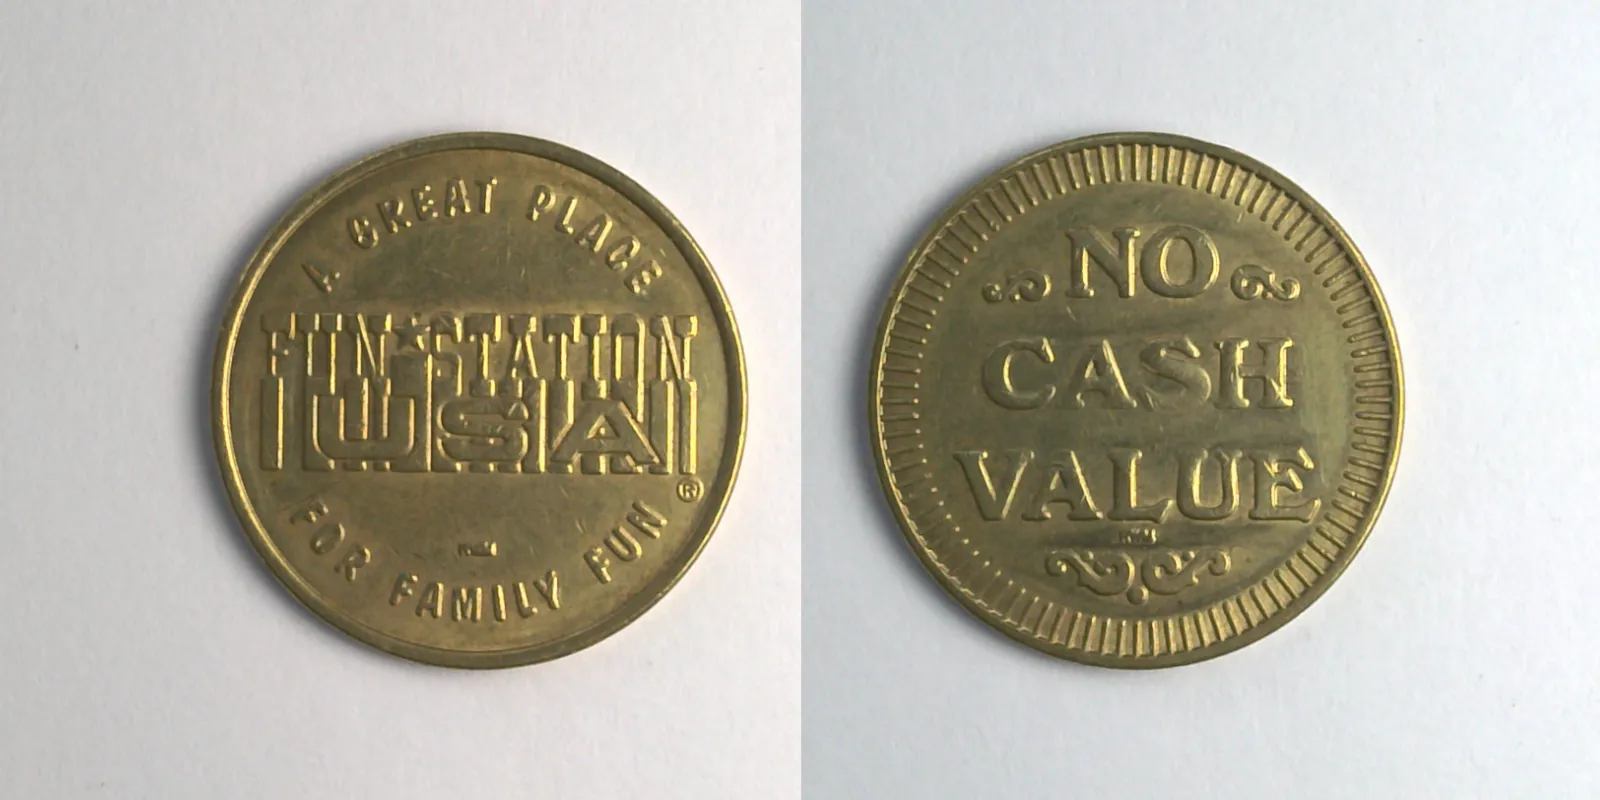 A GREAT PLACE
FUN STATION
USA
®
FOR FAMILY FUN
NO
CASH
VALUE